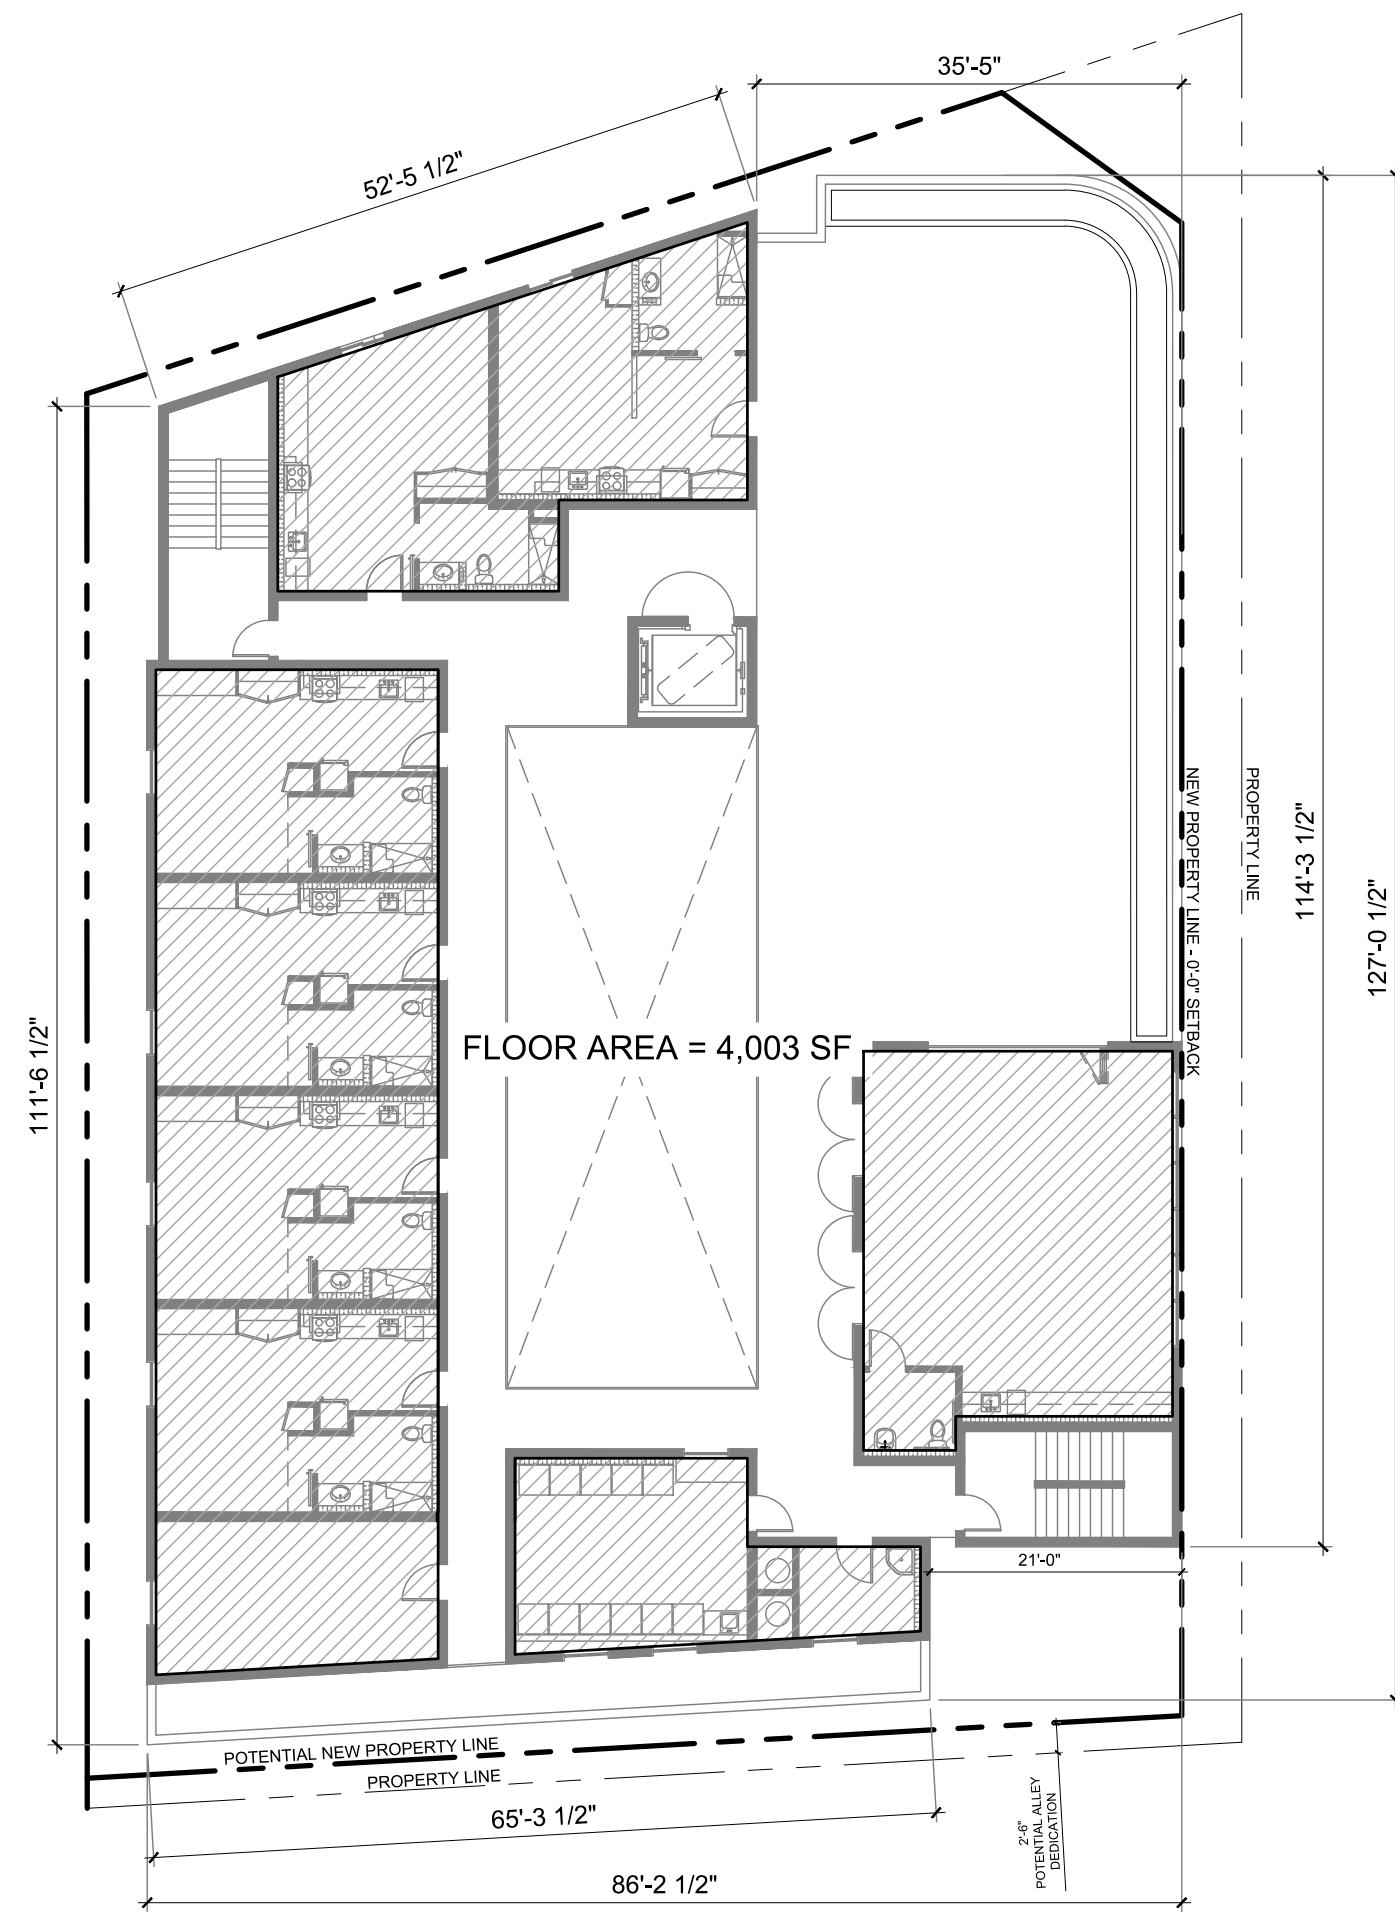 35'-5"
52'-5 1/2"
NEW PROPERTY LINE - 0'-0" SETBACK
PROPERTY LINE
114'-3 1/2"
127'-0 1/2"
111'-6 1/2"
FLOOR AREA = 4,003 SF
21'-0"
POTENTIAL NEW PROPERTY LINE
PROPERTY LINE
65'-3 1/2"
2'-6"
POTENTIAL ALLEY
DEDICATION
86'-2 1/2"